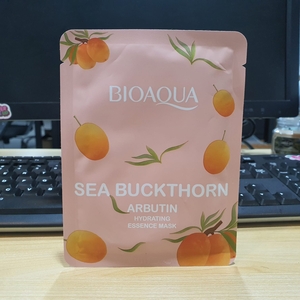 BIOAQUA
SEA BUCKTHORN
ARBUTIN
HYDRATING
ESSENCE MASK